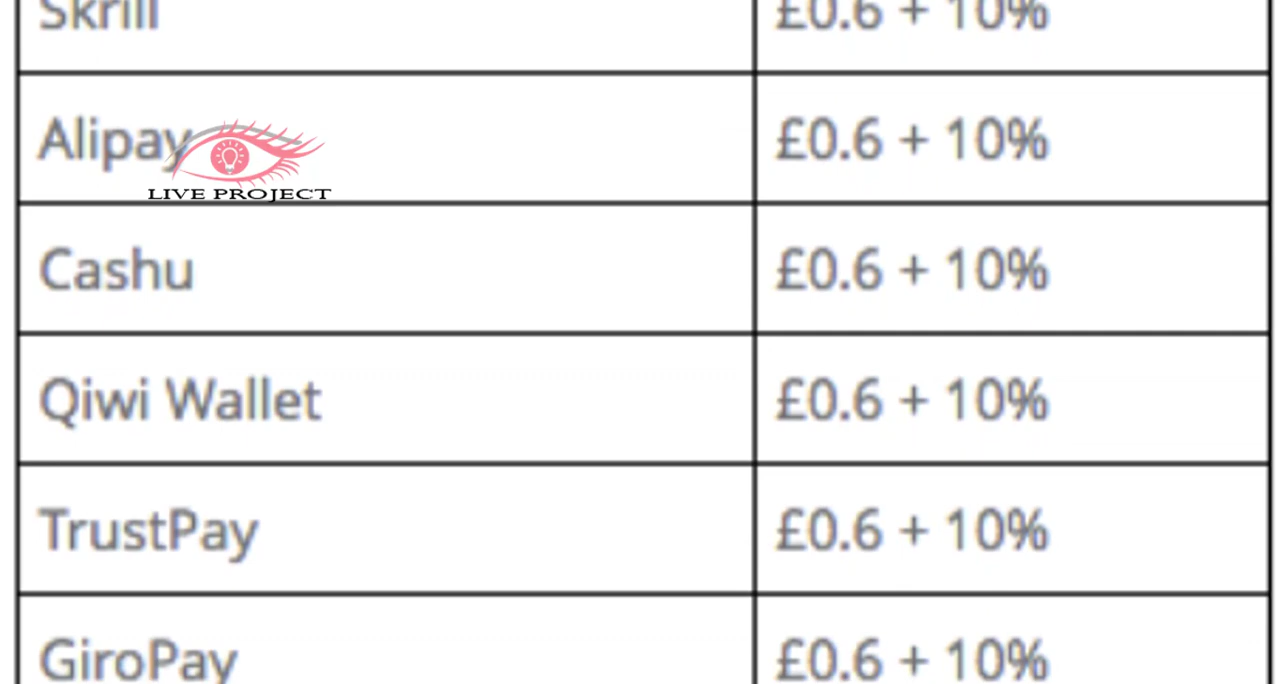 Skrill £0.6 + 10%
Alipay £0.6 + 10%
LIVE PROJECT
Cashu £0.6 + 10%
Qiwi Wallet £0.6 + 10%
TrustPay £0.6 + 10%
GiroPay £0.6 + 10%